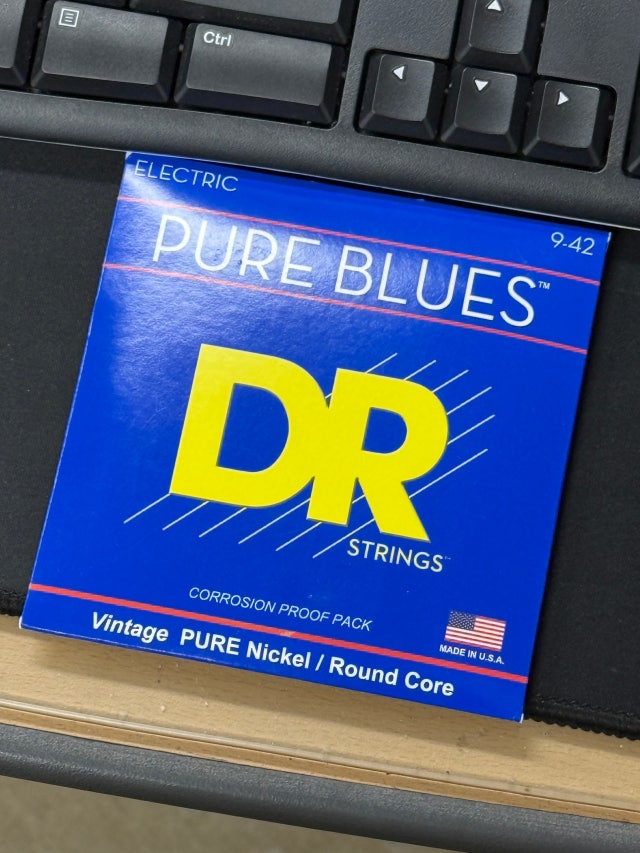 Ctrl
ELECTRIC
9-42
PURE BLUES™
DR
STRINGS™
CORROSION PROOF PACK
MADE IN U.S.A.
Vintage PURE Nickel / Round Core